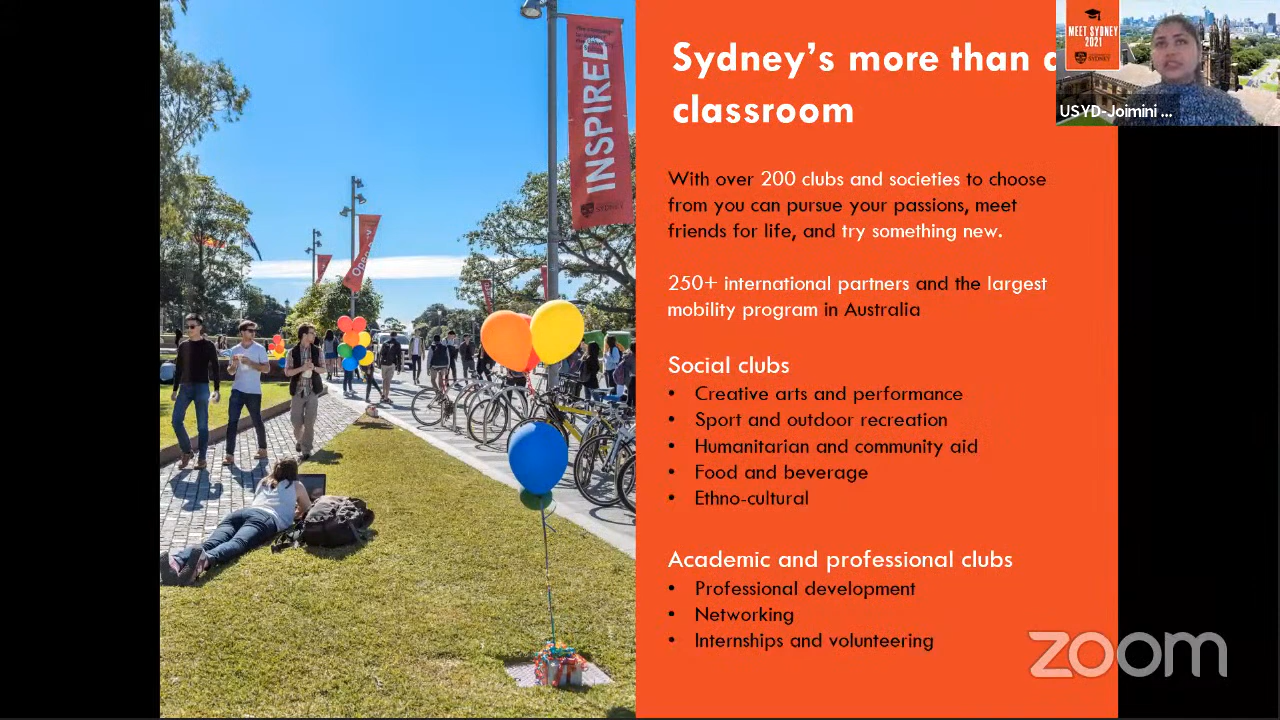 Sydney's more than a
classroom
With over 200 clubs and societies to choose
from you can pursue your passions, meet
friends for life, and try something new.
250+ international partners and the largest
mobility program in Australia
Social clubs
• Creative arts and performance
• Sport and outdoor recreation
• Humanitarian and community aid
• Food and beverage
• Ethno-cultural
Academic and professional clubs
• Professional development
• Networking
• Internships and volunteering
MEET SYDNEY
2021
SYDNEY
USYD-Joimini ...
INSPIRED
SYDNEY
Open
zoom